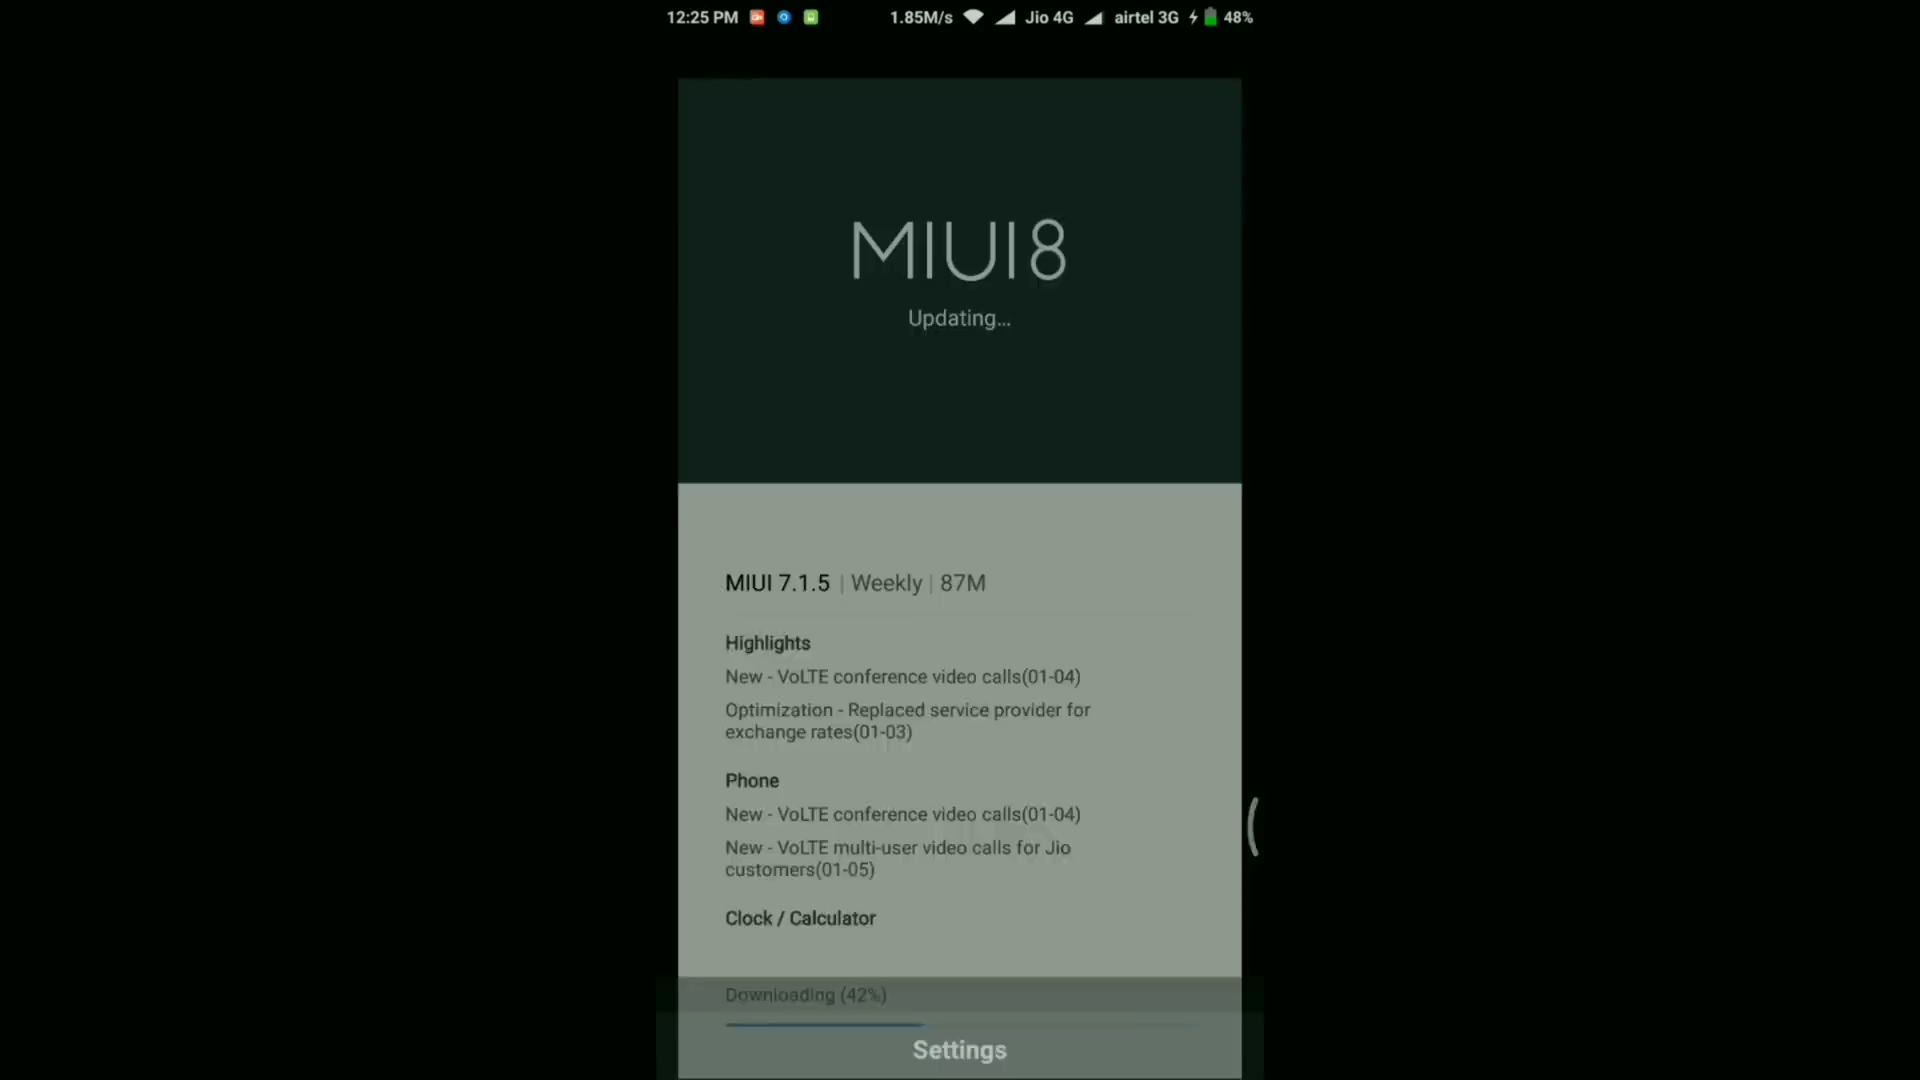 12:25 PM 1.85M/s Jio 4G airtel 3G 48%
MIUI 8
Updating...
MIUI 7.1.5 | Weekly | 87M
Highlights
New - VoLTE conference video calls(01-04)
Optimization - Replaced service provider for
exchange rates(01-03)
Phone
New - VoLTE conference video calls(01-04)
New - VoLTE multi-user video calls for Jio
customers(01-05)
Clock / Calculator
Downloading (42%)
Settings